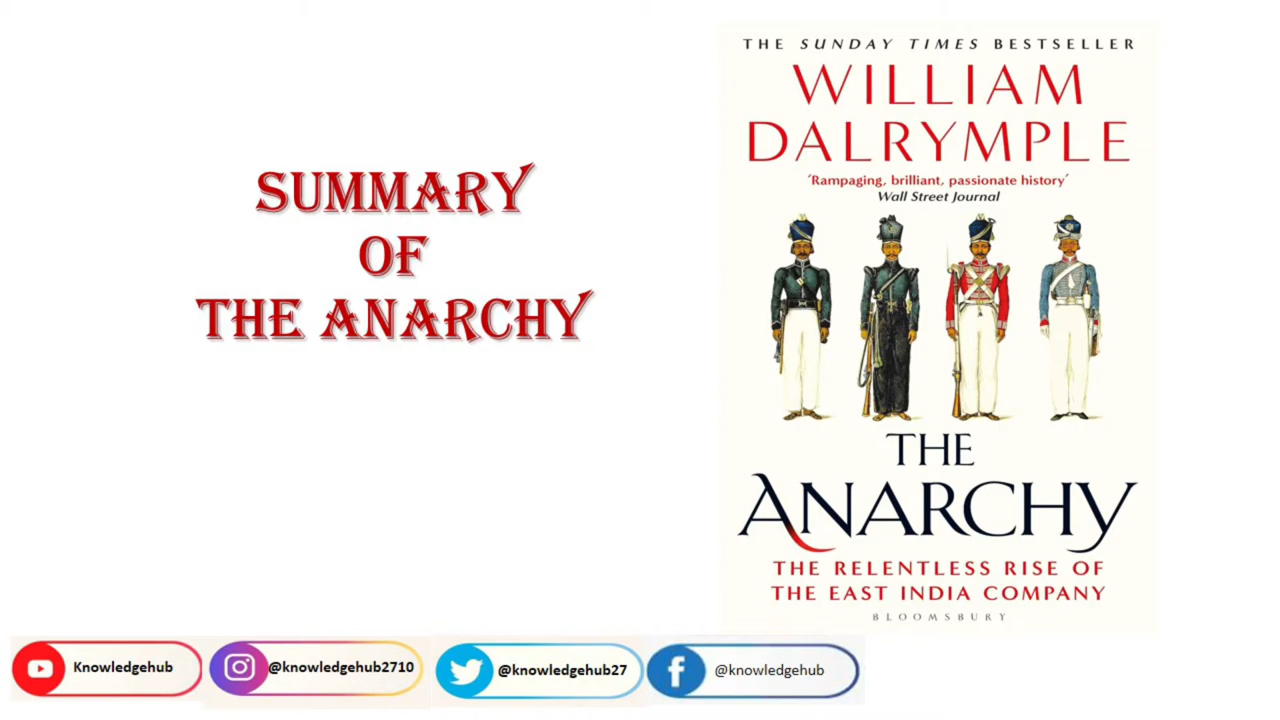 SUMMARY
OF
THE ANARCHY
THE SUNDAY TIMES BESTSELLER
WILLIAM
DALRYMPLE
‘Rampaging, brilliant, passionate history’
Wall Street Journal
THE
ANARCHY
THE RELENTLESS RISE OF
THE EAST INDIA COMPANY
BLOOMSBURY
Knowledgehub
@knowledgehub2710
@knowledgehub27
@knowledgehub